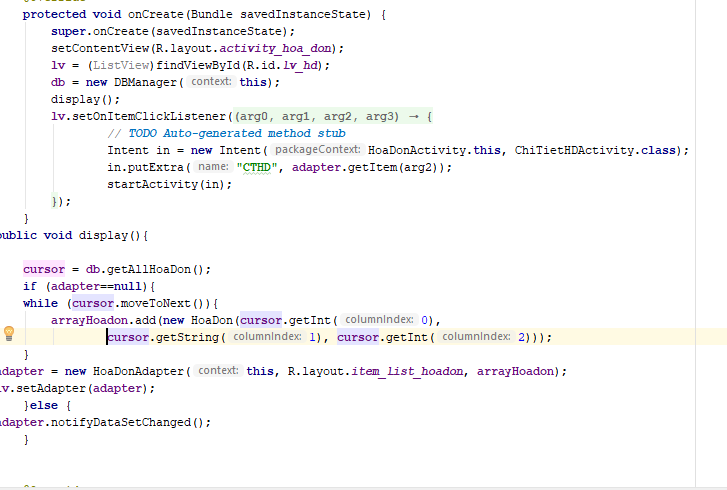 protected void onCreate(Bundle savedInstanceState) {
super.onCreate(savedInstanceState);
setContentView(R.layout.activity_hoa_don);
lv = (ListView)findViewById(R.id.lv_hd);
db = new DBManager( context: this);
display();
lv.setOnItemClickListener((arg0, arg1, arg2, arg3) → {
// TODO Auto-generated method stub
Intent in = new Intent( packageContext: HoaDonActivity.this, ChiTietHDActivity.class);
in.putExtra( name: "CTHD", adapter.getItem(arg2));
startActivity(in);
});
}
public void display(){
cursor = db.getAllHoaDon();
if (adapter==null){
while (cursor.moveToNext()){
arrayHoadon.add(new HoaDon(cursor.getInt( columnIndex: 0),
cursor.getString( columnIndex: 1), cursor.getInt( columnIndex: 2)));
}
adapter = new HoaDonAdapter( context: this, R.layout.item_list_hoadon, arrayHoadon);
lv.setAdapter(adapter);
}else {
adapter.notifyDataSetChanged();
}